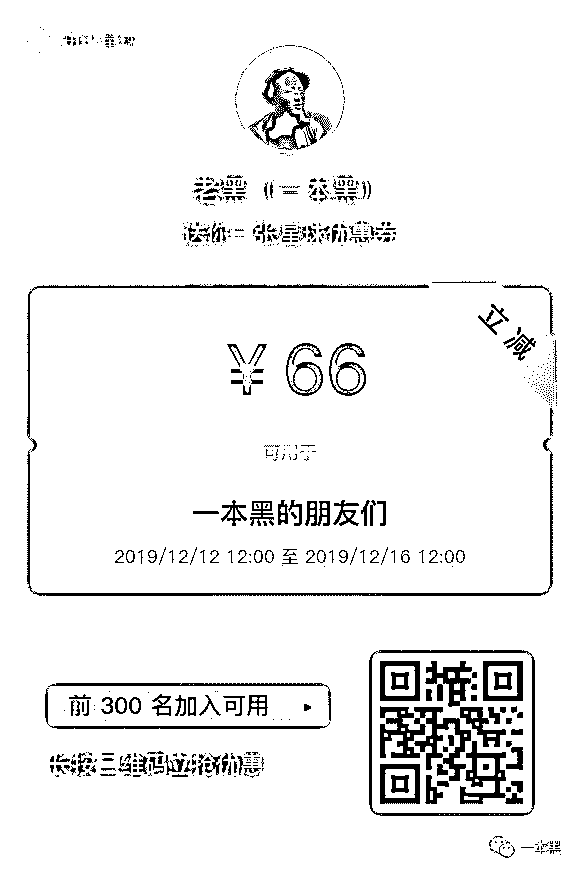 老黑（一本黑）
送你一张星球优惠券
立减
¥ 66
可用于
一本黑的朋友们
2019/12/12 12:00 至 2019/12/16 12:00
前 300 名加入可用
长按二维码立抢优惠
一本黑